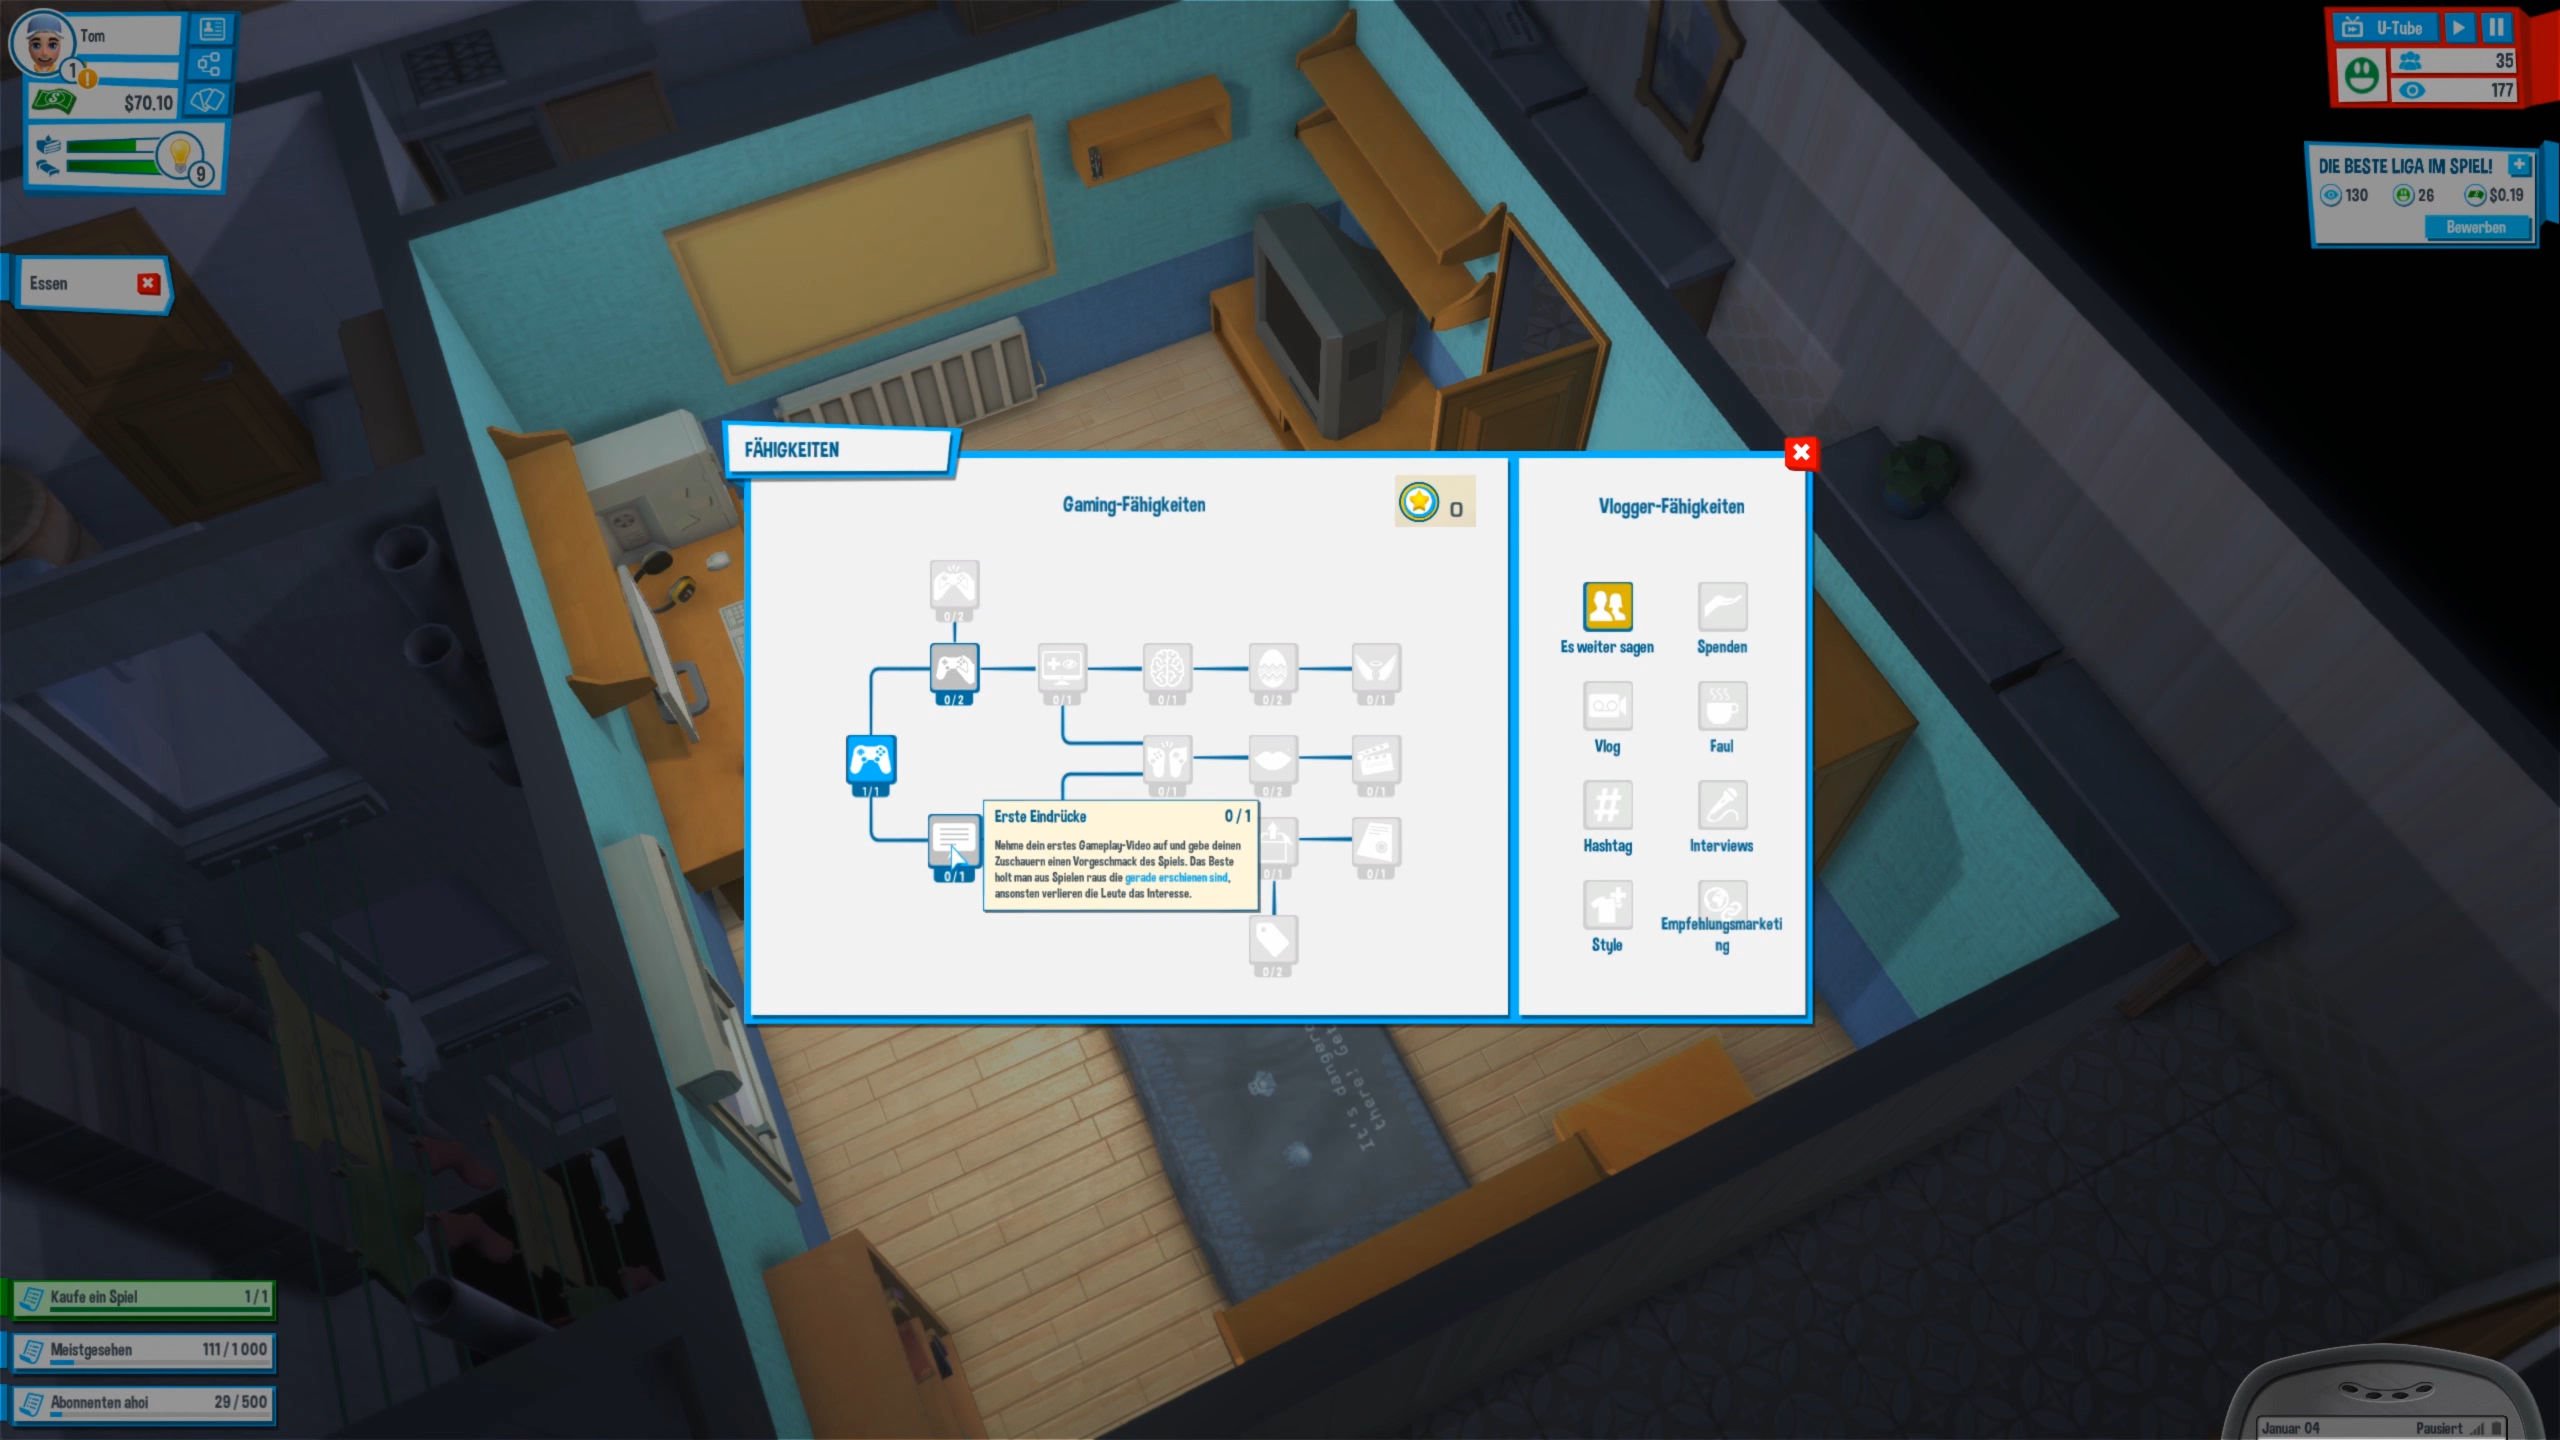 Tom
1
$70.10
9
Essen
U-Tube
35
177
DIE BESTE LIGA IM SPIEL!
130
26
$0.19
Bewerben
FÄHIGKEITEN
Gaming-Fähigkeiten
0
0/2
0/2
0/1
0/1
0/2
0/1
1/1
0/1
0/2
0/1
0/1
0/1
0/1
0/2
Erste Eindrücke 0/1
Nehme dein erstes Gameplay-Video auf und gebe deinen
Zuschauern einen Vorgeschmack des Spiels. Das Beste
holt man aus Spielen raus die gerade erschienen sind,
ansonsten verlieren die Leute das Interesse.
Vlogger-Fähigkeiten
Es weiter sagen
Spenden
Vlog
Faul
Hashtag
Interviews
Style
Empfehlungsmarketi
ng
It's danger
there!
Get
Kaufe ein Spiel 1/1
Meistgesehen 111/1000
Abonnenten ahoi 29/500
Januar 04
Pausiert